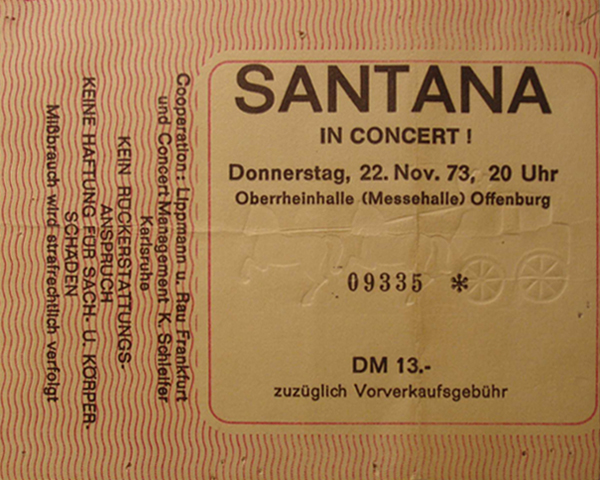 SANTANA
IN CONCERT !
Donnerstag, 22. Nov. 73, 20 Uhr
Oberrheinhalle (Messehalle) Offenburg
09335 *
DM 13.-
zuzüglich Vorverkaufsgebühr
Cooperation: Lippmann u. Rau Frankfurt
und Concert Management K. Schleifer
Karlsruhe
KEIN RÜCKERSTATTUNGS-
ANSPRUCH
KEINE HAFTUNG FÜR SACH- U. KÖRPER-
SCHÄDEN
Mißbrauch wird strafrechtlich verfolgt